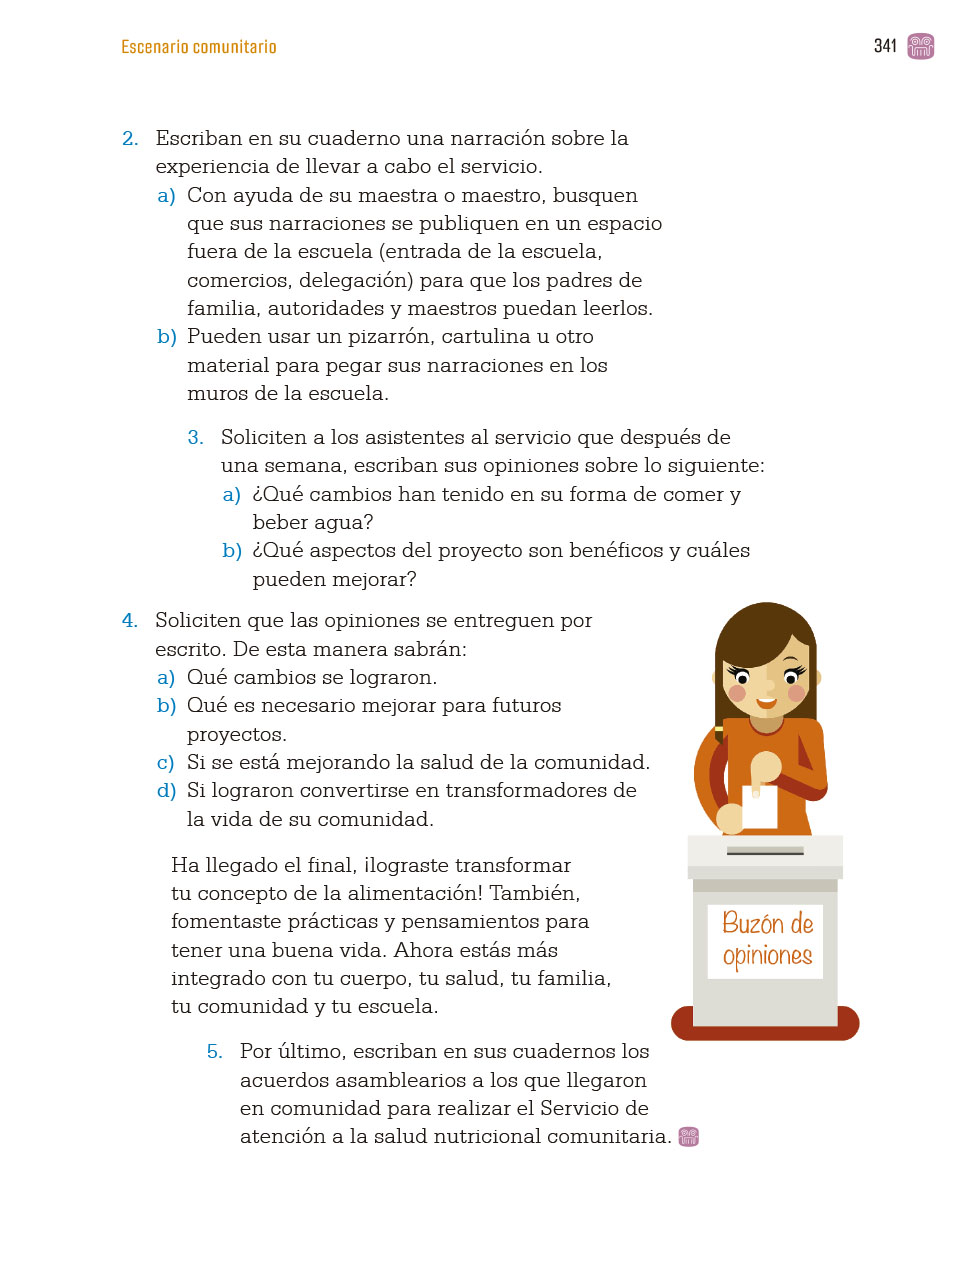 Escenario comunitario
341
2. Escriban en su cuaderno una narración sobre la
experiencia de llevar a cabo el servicio.
a) Con ayuda de su maestra o maestro, busquen
que sus narraciones se publiquen en un espacio
fuera de la escuela (entrada de la escuela,
comercios, delegación) para que los padres de
familia, autoridades y maestros puedan leerlos.
b) Pueden usar un pizarrón, cartulina u otro
material para pegar sus narraciones en los
muros de la escuela.
3. Soliciten a los asistentes al servicio que después de
una semana, escriban sus opiniones sobre lo siguiente:
a) ¿Qué cambios han tenido en su forma de comer y
beber agua?
b) ¿Qué aspectos del proyecto son benéficos y cuáles
pueden mejorar?
4. Soliciten que las opiniones se entreguen por
escrito. De esta manera sabrán:
a) Qué cambios se lograron.
b) Qué es necesario mejorar para futuros
proyectos.
c) Si se está mejorando la salud de la comunidad.
d) Si lograron convertirse en transformadores de
la vida de su comunidad.
Ha llegado el final, ¡lograste transformar
tu concepto de la alimentación! También,
fomentaste prácticas y pensamientos para
tener una buena vida. Ahora estás más
integrado con tu cuerpo, tu salud, tu familia,
tu comunidad y tu escuela.
Buzón de
opiniones
5. Por último, escriban en sus cuadernos los
acuerdos asamblearios a los que llegaron
en comunidad para realizar el Servicio de
atención a la salud nutricional comunitaria.